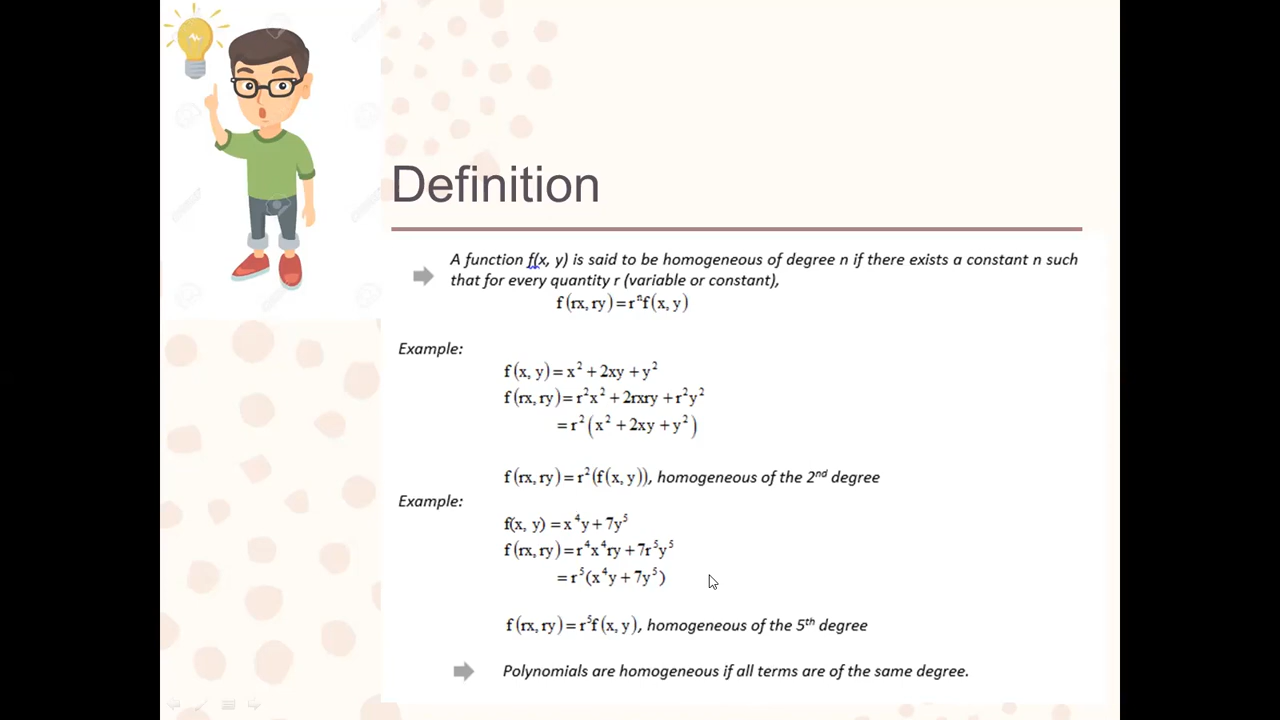 Definition
A function f(x, y) is said to be homogeneous of degree n if there exists a constant n such
that for every quantity r (variable or constant),
f(rx, ry) = rⁿf(x, y)
Example:
f(x, y) = x² + 2xy + y²
f(rx, ry) = r²x² + 2rxry + r²y²
= r²(x² + 2xy + y²)
f(rx, ry) = r²(f(x, y)), homogeneous of the 2ⁿᵈ degree
Example:
f(x, y) = x⁴y + 7y⁵
f(rx, ry) = r⁴x⁴ry + 7r⁵y⁵
= r⁵(x⁴y + 7y⁵)
f(rx, ry) = r⁵f(x, y), homogeneous of the 5ᵗʰ degree
Polynomials are homogeneous if all terms are of the same degree.